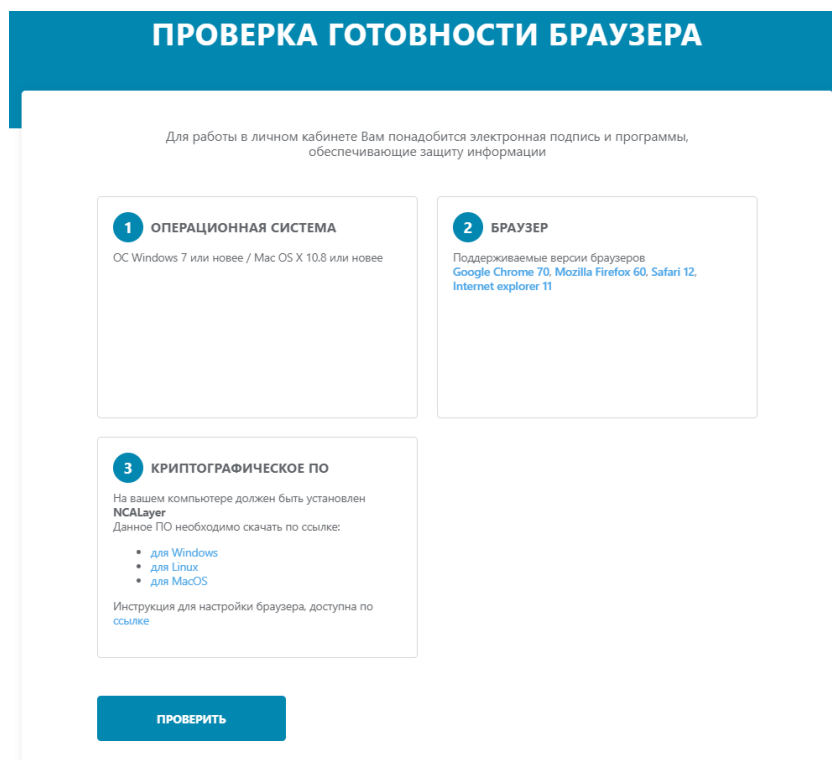 ПРОВЕРКА ГОТОВНОСТИ БРАУЗЕРА
Для работы в личном кабинете Вам понадобится электронная подпись и программы,
обеспечивающие защиту информации
1 ОПЕРАЦИОННАЯ СИСТЕМА
ОС Windows 7 или новее / Mac OS X 10.8 или новее
2 БРАУЗЕР
Поддерживаемые версии браузеров
Google Chrome 70, Mozilla Firefox 60, Safari 12,
Internet explorer 11
3 КРИПТОГРАФИЧЕСКОЕ ПО
На вашем компьютере должен быть установлен
NCALayer
Данное ПО необходимо скачать по ссылке:
• для Windows
• для Linux
• для MacOS
Инструкция для настройки браузера, доступна по
ссылке
ПРОВЕРИТЬ